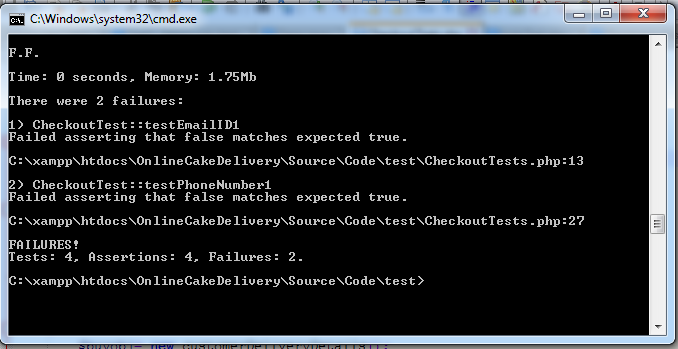 C:\Windows\system32\cmd.exe
F.F.
Time: 0 seconds, Memory: 1.75Mb
There were 2 failures:
1) CheckoutTest::testEmailID1
Failed asserting that false matches expected true.
C:\xampp\htdocs\OnlineCakeDelivery\Source\Code\test\CheckoutTests.php:13
2) CheckoutTest::testPhoneNumber1
Failed asserting that false matches expected true.
C:\xampp\htdocs\OnlineCakeDelivery\Source\Code\test\CheckoutTests.php:27
FAILURES!
Tests: 4, Assertions: 4, Failures: 2.
C:\xampp\htdocs\OnlineCakeDelivery\Source\Code\test>